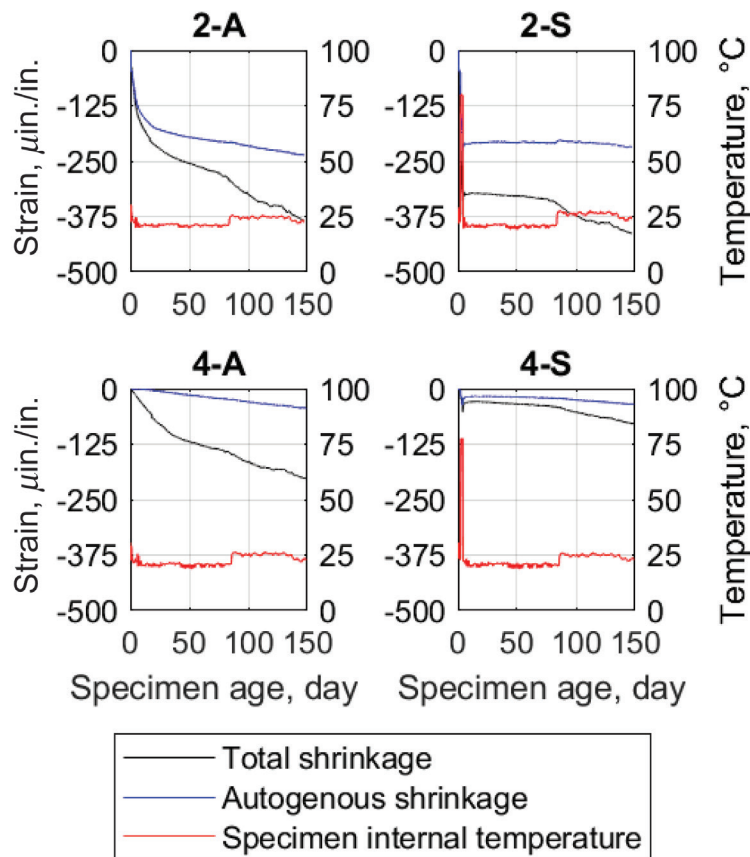 2-A
2-S
0
-125
-250
-375
-500
Strain, μin./in.
100
75
50
25
0
0
-125
-250
-375
-500
100
75
50
25
0
Temperature, °C
0 50 100 150
0 50 100 150
4-A
4-S
0
-125
-250
-375
-500
Strain, μin./in.
100
75
50
25
0
0
-125
-250
-375
-500
100
75
50
25
0
Temperature, °C
0 50 100 150
0 50 100 150
Specimen age, day
Specimen age, day
Total shrinkage
Autogenous shrinkage
Specimen internal temperature